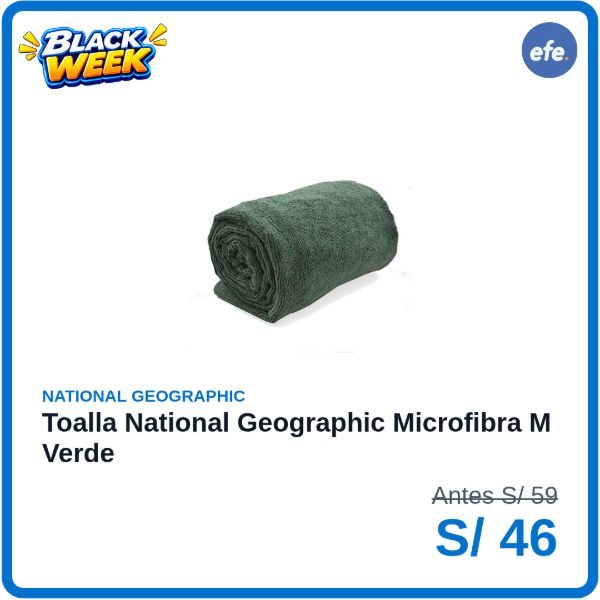 BLACK
WEEK
efe.
NATIONAL GEOGRAPHIC
Toalla National Geographic Microfibra M
Verde
Antes S/ 59
S/ 46